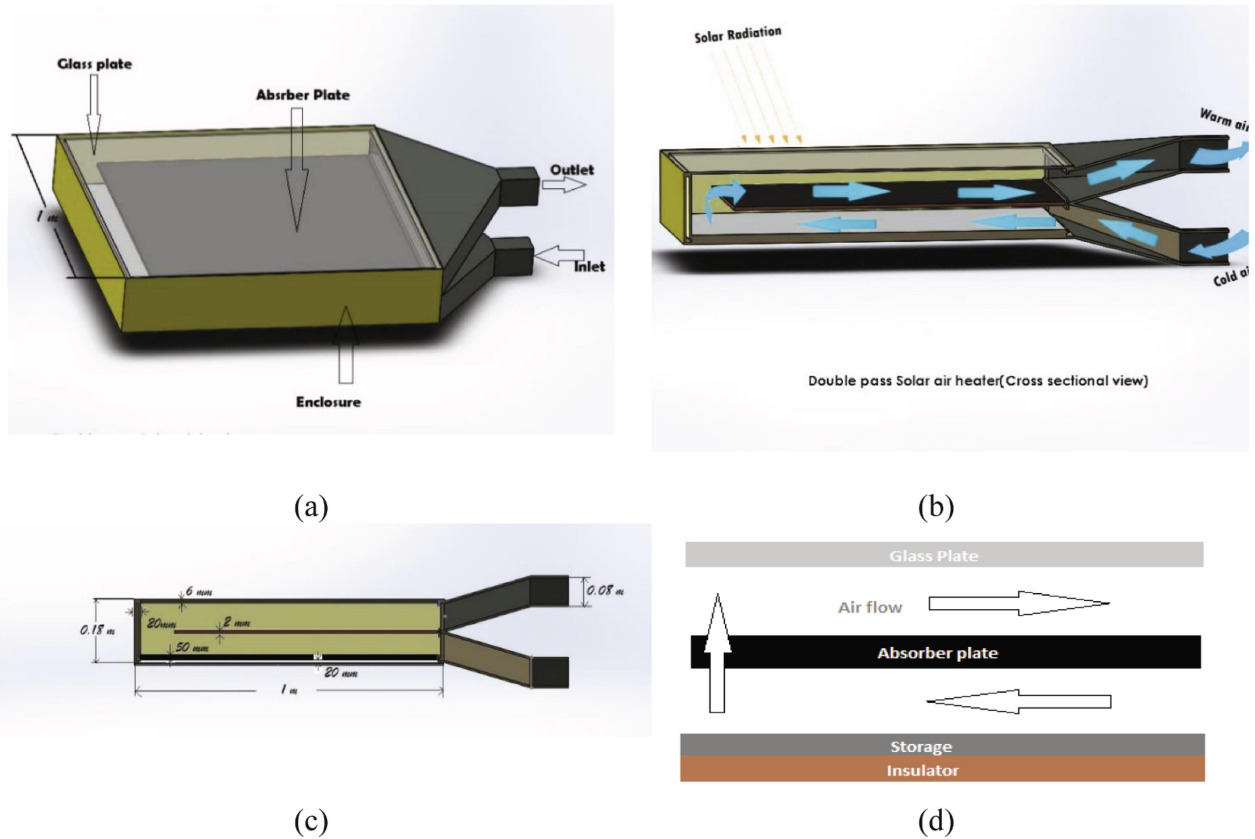 Glass plate
Absrber Plate
Outlet
1 m
Inlet
Enclosure
(a)
Solar Radiation
Warm air
Cold air
Double pass Solar air heater(Cross sectional view)
(b)
6 mm
0.08 m
0.18 m
20mm
2 mm
50 mm
20 mm
1 m
(c)
Glass Plate
Air flow
Absorber plate
Storage
Insulator
(d)